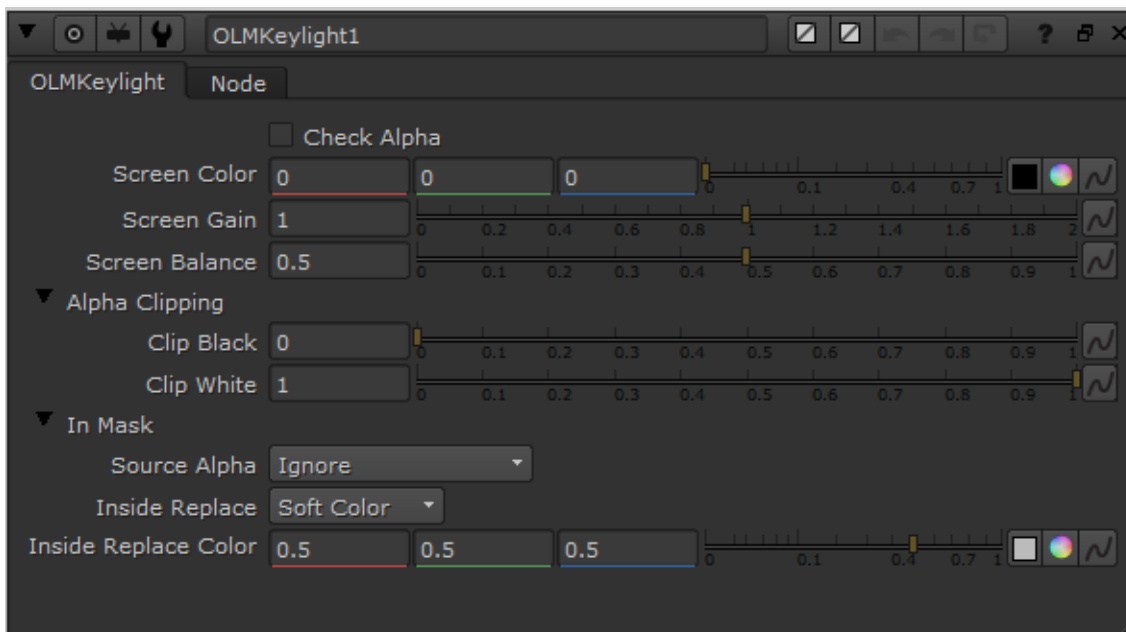 OLMKeylight1 ?
OLMKeylight Node
Check Alpha
Screen Color 0 0 0 0 0.1 0.4 0.7 1
Screen Gain 1 0 0.2 0.4 0.6 0.8 1 1.2 1.4 1.6 1.8 2
Screen Balance 0.5 0 0.1 0.2 0.3 0.4 0.5 0.6 0.7 0.8 0.9 1
Alpha Clipping
Clip Black 0 0 0.1 0.2 0.3 0.4 0.5 0.6 0.7 0.8 0.9 1
Clip White 1 0 0.1 0.2 0.3 0.4 0.5 0.6 0.7 0.8 0.9 1
In Mask
Source Alpha Ignore
Inside Replace Soft Color
Inside Replace Color 0.5 0.5 0.5 0 0.1 0.4 0.7 1